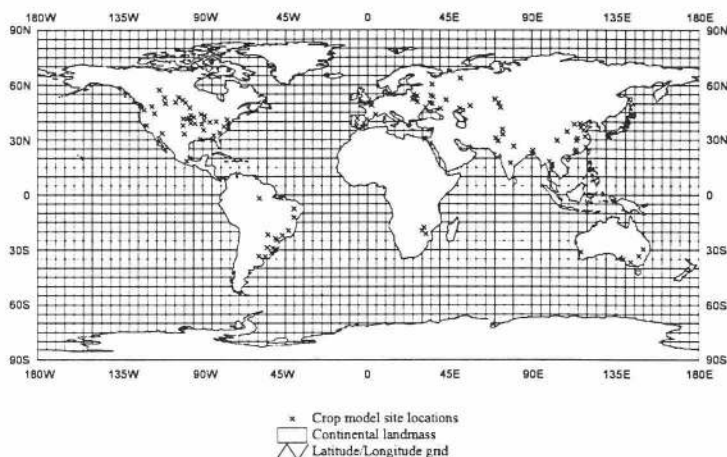 180W 135W 90W 45W 0 45E 90E 135E 180E
90N 90N
60N 60N
30N 30N
0 0
30S 30S
60S 60S
90S 90S
180W 135W 90W 45W 0 45E 90E 135E 180E
× Crop model site locations
Continental landmass
Latitude/Longitude grid